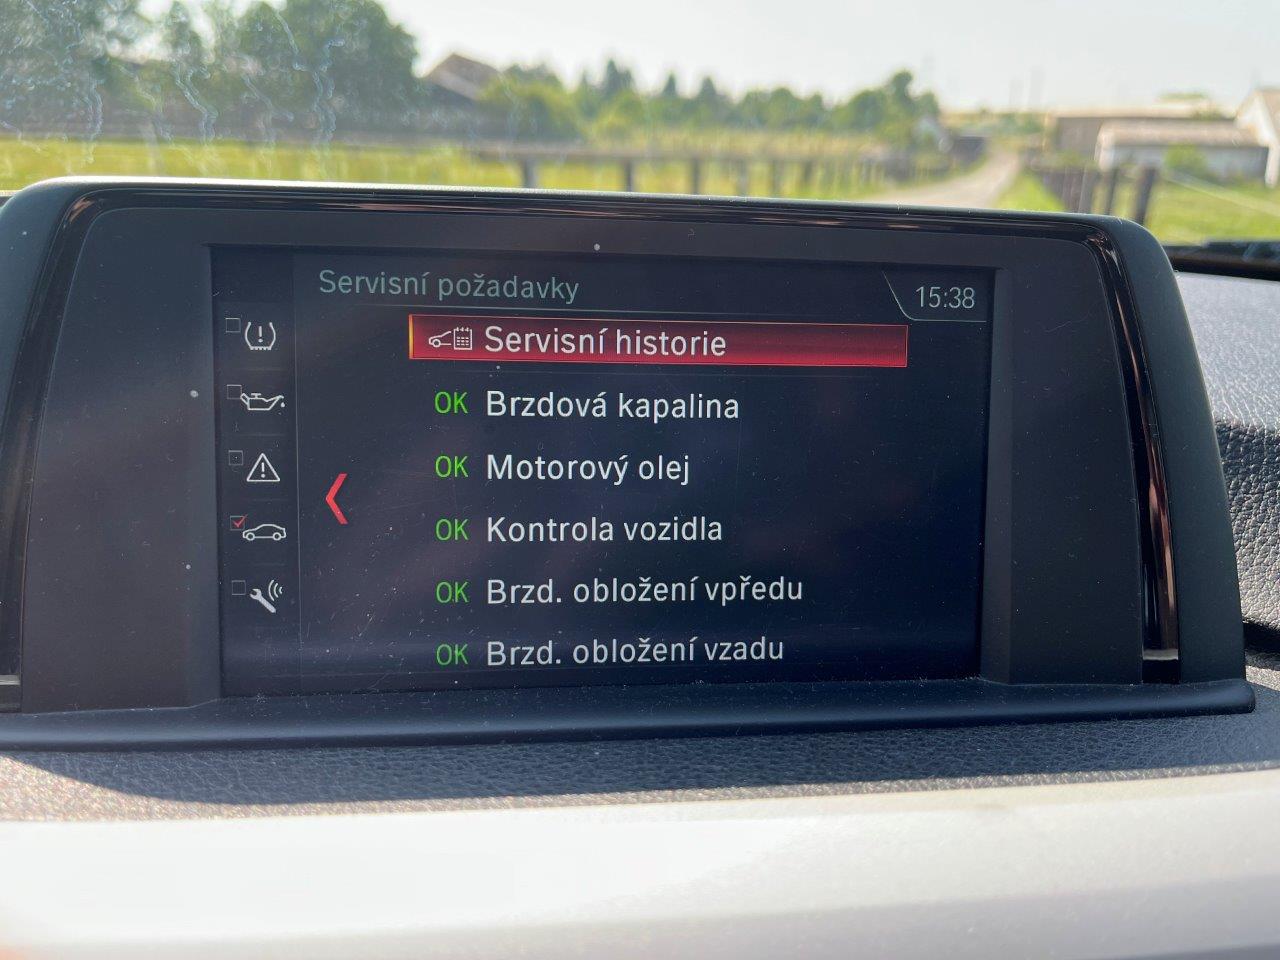 Servisní požadavky
15:38
Servisní historie
OK Brzdová kapalina
OK Motorový olej
OK Kontrola vozidla
OK Brzd. obložení vpředu
OK Brzd. obložení vzadu